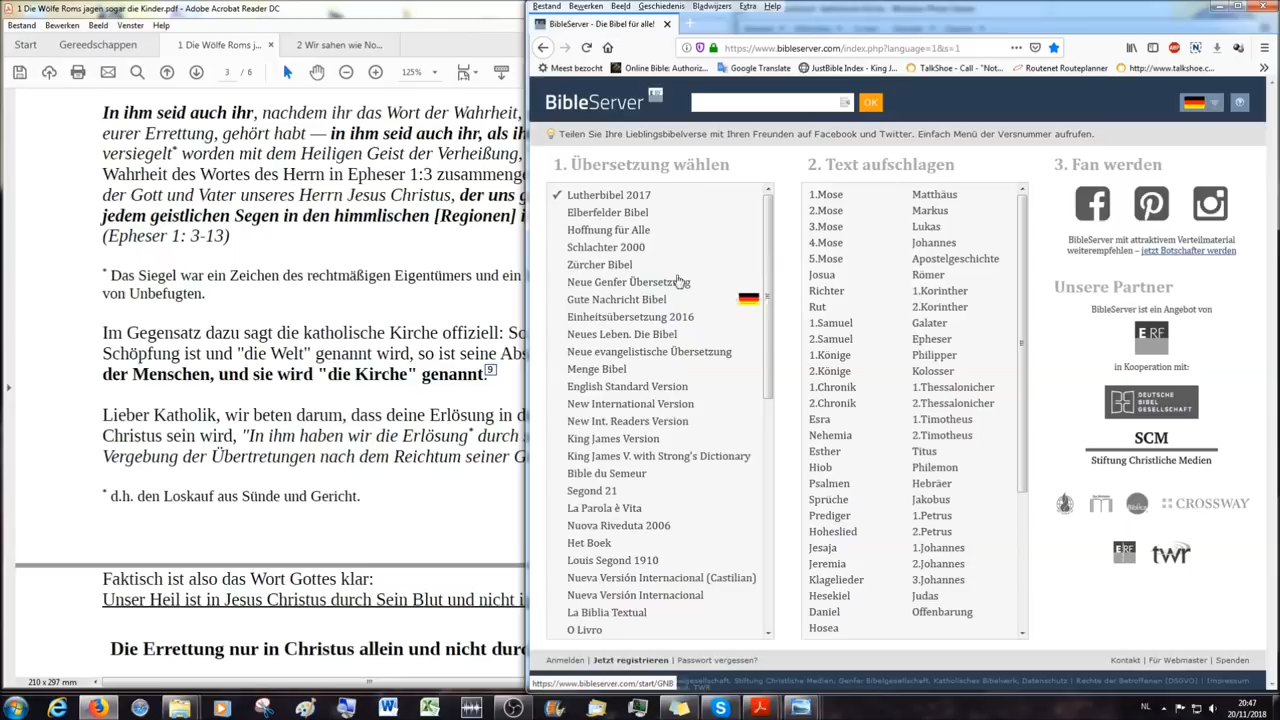 1 Die Wölfe Roms jagen sogar die Kinder.pdf - Adobe Acrobat Reader DC
Bestand Bewerken Beeld Venster Help
Start Gereedschappen 1 Die Wölfe Roms j... 2 Wir sahen wie No...
3 / 6 125%
In ihm seid auch ihr, nachdem ihr das Wort der Wahrheit,
eurer Errettung, gehört habt — in ihm seid auch ihr, als ih
versiegelt* worden mit dem Heiligen Geist der Verheißung,
Wahrheit des Wortes des Herrn in Epheser 1:3 zusammenge
der Gott und Vater unseres Herrn Jesus Christus, der uns g
jedem geistlichen Segen in den himmlischen [Regionen] i
(Epheser 1: 3-13)
* Das Siegel war ein Zeichen des rechtmäßigen Eigentümers und ein
von Unbefugten.
Im Gegensatz dazu sagt die katholische Kirche offiziell: So
Schöpfung ist und "die Welt" genannt wird, so ist seine Abs
der Menschen, und sie wird "die Kirche" genannt.[9]
Lieber Katholik, wir beten darum, dass deine Erlösung in d
Christus sein wird, "In ihm haben wir die Erlösung* durch
Vergebung der Übertretungen nach dem Reichtum seiner G
* d.h. den Loskauf aus Sünde und Gericht.
Faktisch ist also das Wort Gottes klar:
Unser Heil ist in Jesus Christus durch Sein Blut und nicht i
Die Errettung nur in Christus allein und nicht durc
210 x 297 mm
Bestand Bewerken Beeld Geschiedenis Bladwijzers Extra Help
BibleServer - Die Bibel für alle!
https://www.bibleserver.com/index.php?language=1&s=1
Meest bezocht Online Bible: Authoriz... Google Translate JustBible Index - King J... TalkShoe - Call - "Not... Routenet Routeplanner http://www.talkshoe.c...
BibleServer OK
Teilen Sie Ihre Lieblingsbibelverse mit Ihren Freunden auf Facebook und Twitter. Einfach Menü der Versnummer aufrufen.
1. Übersetzung wählen
Lutherbibel 2017
Elberfelder Bibel
Hoffnung für Alle
Schlachter 2000
Zürcher Bibel
Neue Genfer Übersetzung
Gute Nachricht Bibel
Einheitsübersetzung 2016
Neues Leben. Die Bibel
Neue evangelistische Übersetzung
Menge Bibel
English Standard Version
New International Version
New Int. Readers Version
King James Version
King James V. with Strong's Dictionary
Bible du Semeur
Segond 21
La Parola è Vita
Nuova Riveduta 2006
Het Boek
Louis Segond 1910
Nueva Versión Internacional (Castilian)
Nueva Versión Internacional
La Biblia Textual
O Livro
2. Text aufschlagen
1.Mose Matthäus
2.Mose Markus
3.Mose Lukas
4.Mose Johannes
5.Mose Apostelgeschichte
Josua Römer
Richter 1.Korinther
Rut 2.Korinther
1.Samuel Galater
2.Samuel Epheser
1.Könige Philipper
2.Könige Kolosser
1.Chronik 1.Thessalonicher
2.Chronik 2.Thessalonicher
Esra 1.Timotheus
Nehemia 2.Timotheus
Esther Titus
Hiob Philemon
Psalmen Hebräer
Sprüche Jakobus
Prediger 1.Petrus
Hoheslied 2.Petrus
Jesaja 1.Johannes
Jeremia 2.Johannes
Klagelieder 3.Johannes
Hesekiel Judas
Daniel Offenbarung
Hosea
3. Fan werden
BibleServer mit attraktivem Verteilmaterial
weiterempfehlen – jetzt Botschafter werden
Unsere Partner
BibleServer ist ein Angebot von
ERF
in Kooperation mit:
DEUTSCHE
BIBEL
GESELLSCHAFT
SCM
Stiftung Christliche Medien
Biblica CROSSWAY
ERF twr
Anmelden | Jetzt registrieren | Passwort vergessen?
Kontakt | Für Webmaster | Spenden
https://www.bibleserver.com/start/GNB
gesellschaft, Stiftung Christliche Medien, Genfer Bibelgesellschaft, Katholisches Bibelwerk, Datenschutz | Rechte der Betroffenen (DSGVO) | Impressum
TWR
NL
20:47
20/11/2018